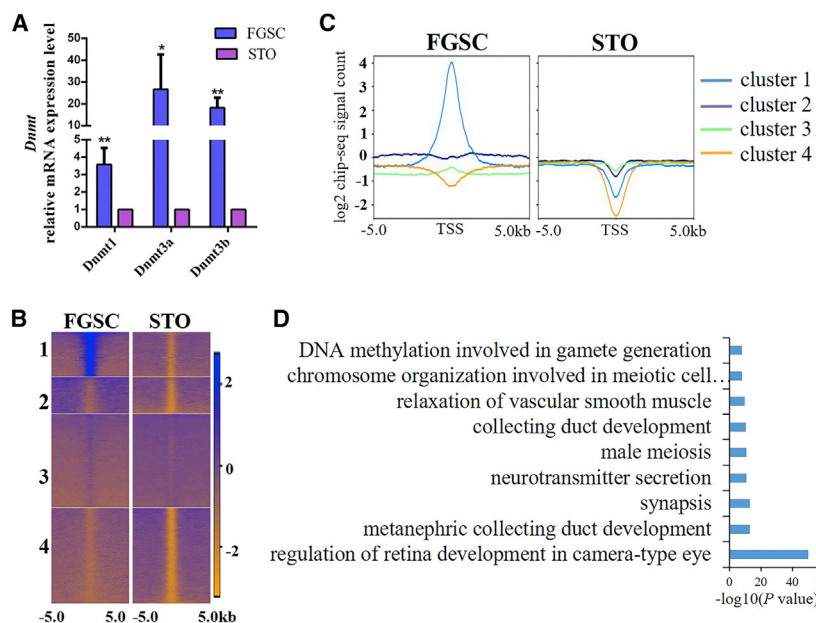 A
Dnmt
relative mRNA expression level
50
40
30
20
10
5
4
3
2
1
0
**
*
**
FGSC
STO
Dnmt1
Dnmt3a
Dnmt3b
C
FGSC
STO
log2 chip-seq signal count
4
3
2
1
0
-1
-2
-5.0
TSS
5.0kb
-5.0
TSS
5.0kb
cluster 1
cluster 2
cluster 3
cluster 4
B
FGSC
STO
1
2
3
4
2
0
-2
-5.0
5.0
-5.0
5.0kb
D
DNA methylation involved in gamete generation
chromosome organization involved in meiotic cell…
relaxation of vascular smooth muscle
collecting duct development
male meiosis
neurotransmitter secretion
synapsis
metanephric collecting duct development
regulation of retina development in camera-type eye
0
20
40
-log10(P value)